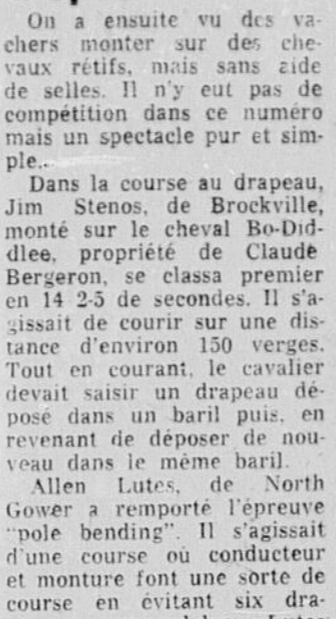 On a ensuite vu des va-
chers monter sur des che-
vaux rétifs, mais sans aide
de selles. Il n'y eut pas de
compétition dans ce numéro
mais un spectacle pur et sim-
ple.
Dans la course au drapeau,
Jim Stenos, de Brockville,
monté sur le cheval Bo-Did-
dlee, propriété de Claude
Bergeron, se classa premier
en 14 2-5 de secondes. Il s'a-
gissait de courir sur une dis-
tance d'environ 150 verges.
Tout en courant, le cavalier
devait saisir un drapeau dé-
posé dans un baril puis, en
revenant de déposer de nou-
veau dans le même baril.
Allen Lutes, de North
Gower a remporté l'épreuve
"pole bending". Il s'agissait
d'une course où conducteur
et monture font une sorte de
course en évitant six dra-